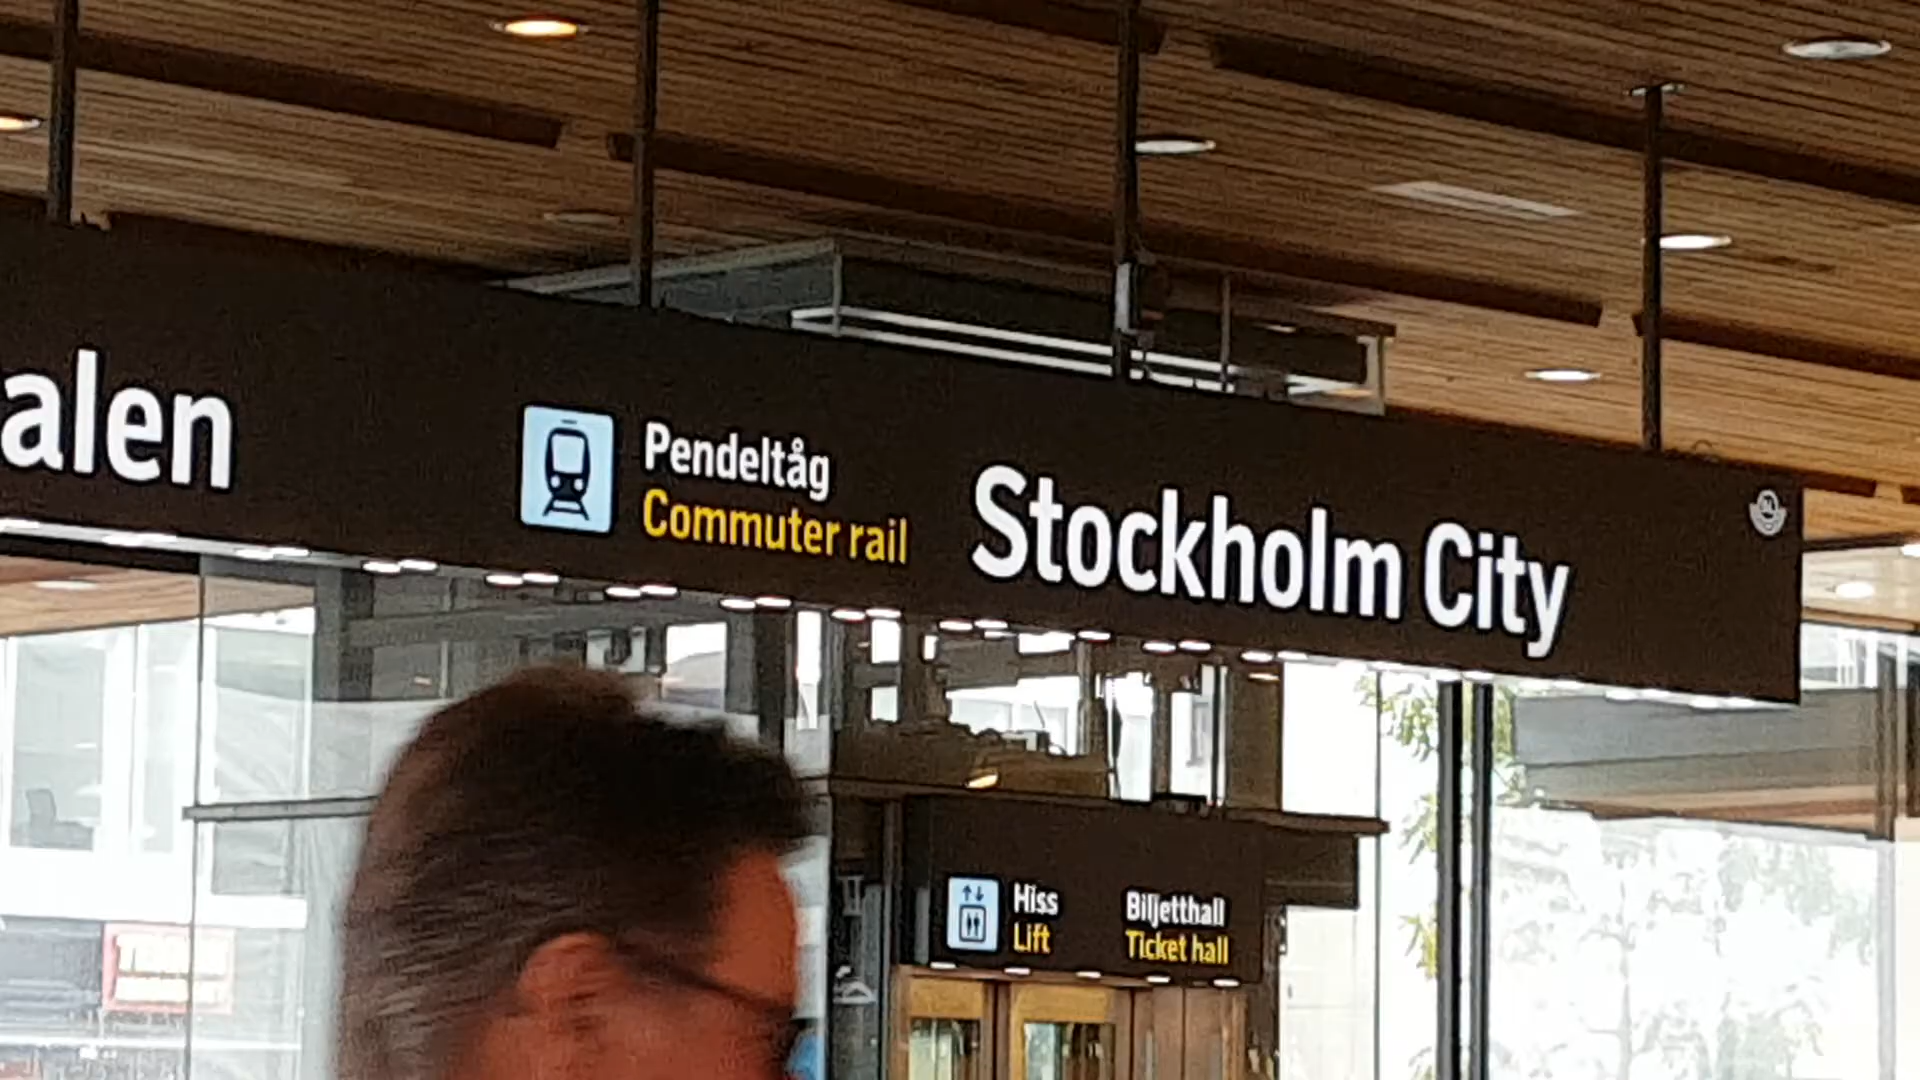 alen
Pendeltåg
Commuter rail
Stockholm City
Hiss
Lift
Biljetthall
Ticket hall